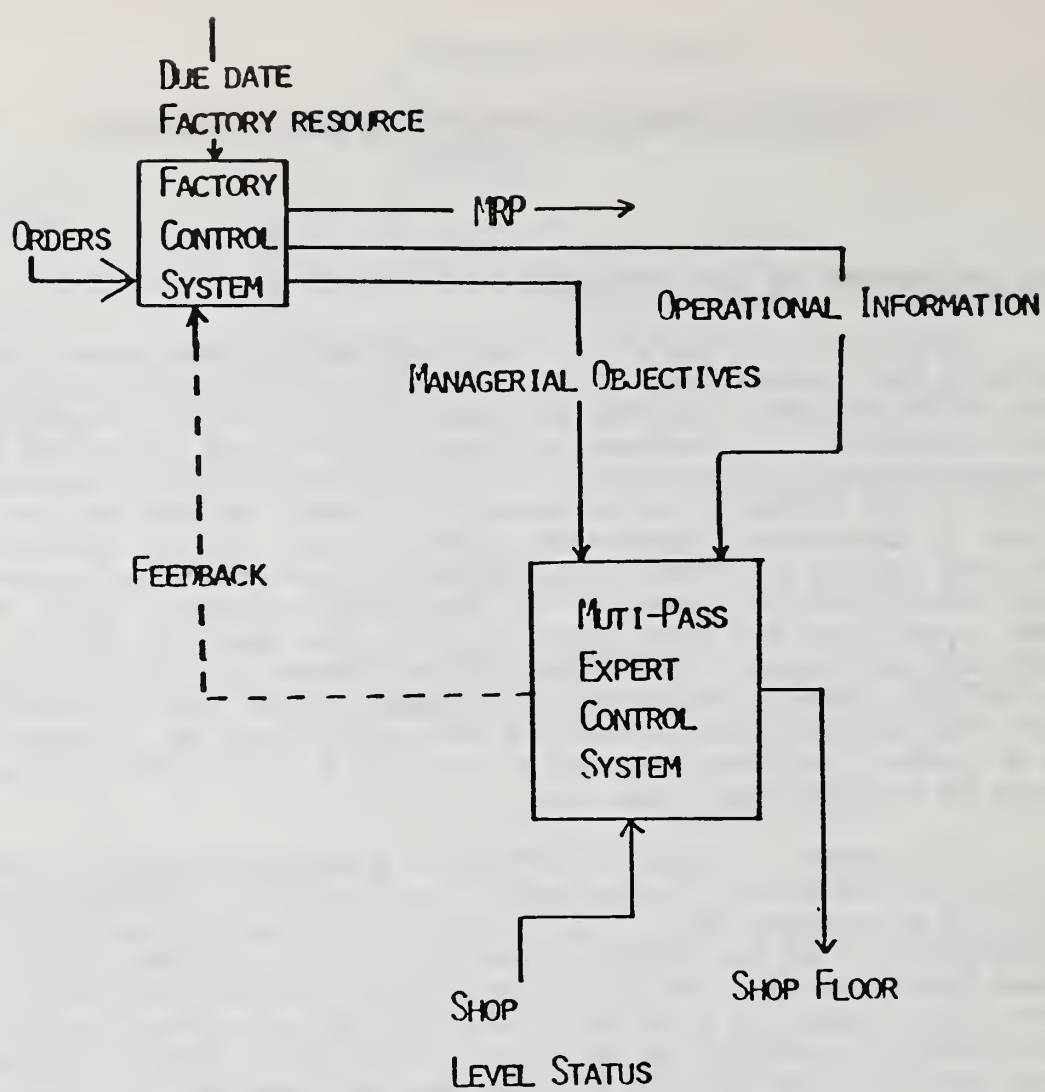 DUE DATE
FACTORY RESOURCE
FACTORY
CONTROL
SYSTEM
ORDERS
MRP
OPERATIONAL INFORMATION
MANAGERIAL OBJECTIVES
FEEDBACK
MUTI-PASS
EXPERT
CONTROL
SYSTEM
SHOP FLOOR
SHOP
LEVEL STATUS